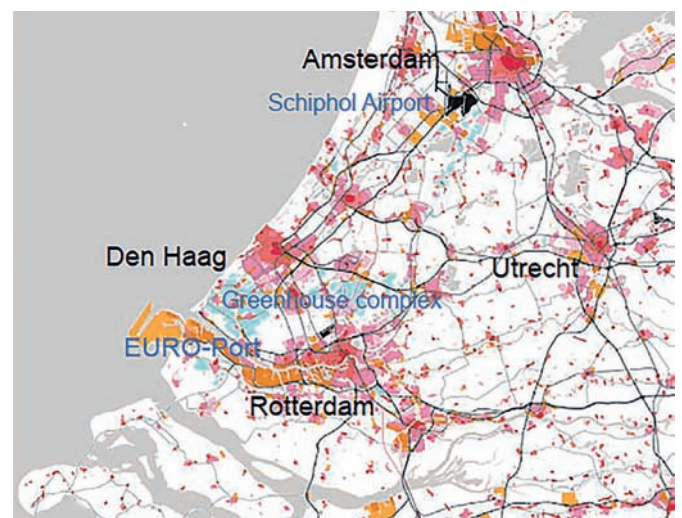 Amsterdam
Schiphol Airport
Den Haag
Utrecht
Greenhouse complex
EURO-Port
Rotterdam